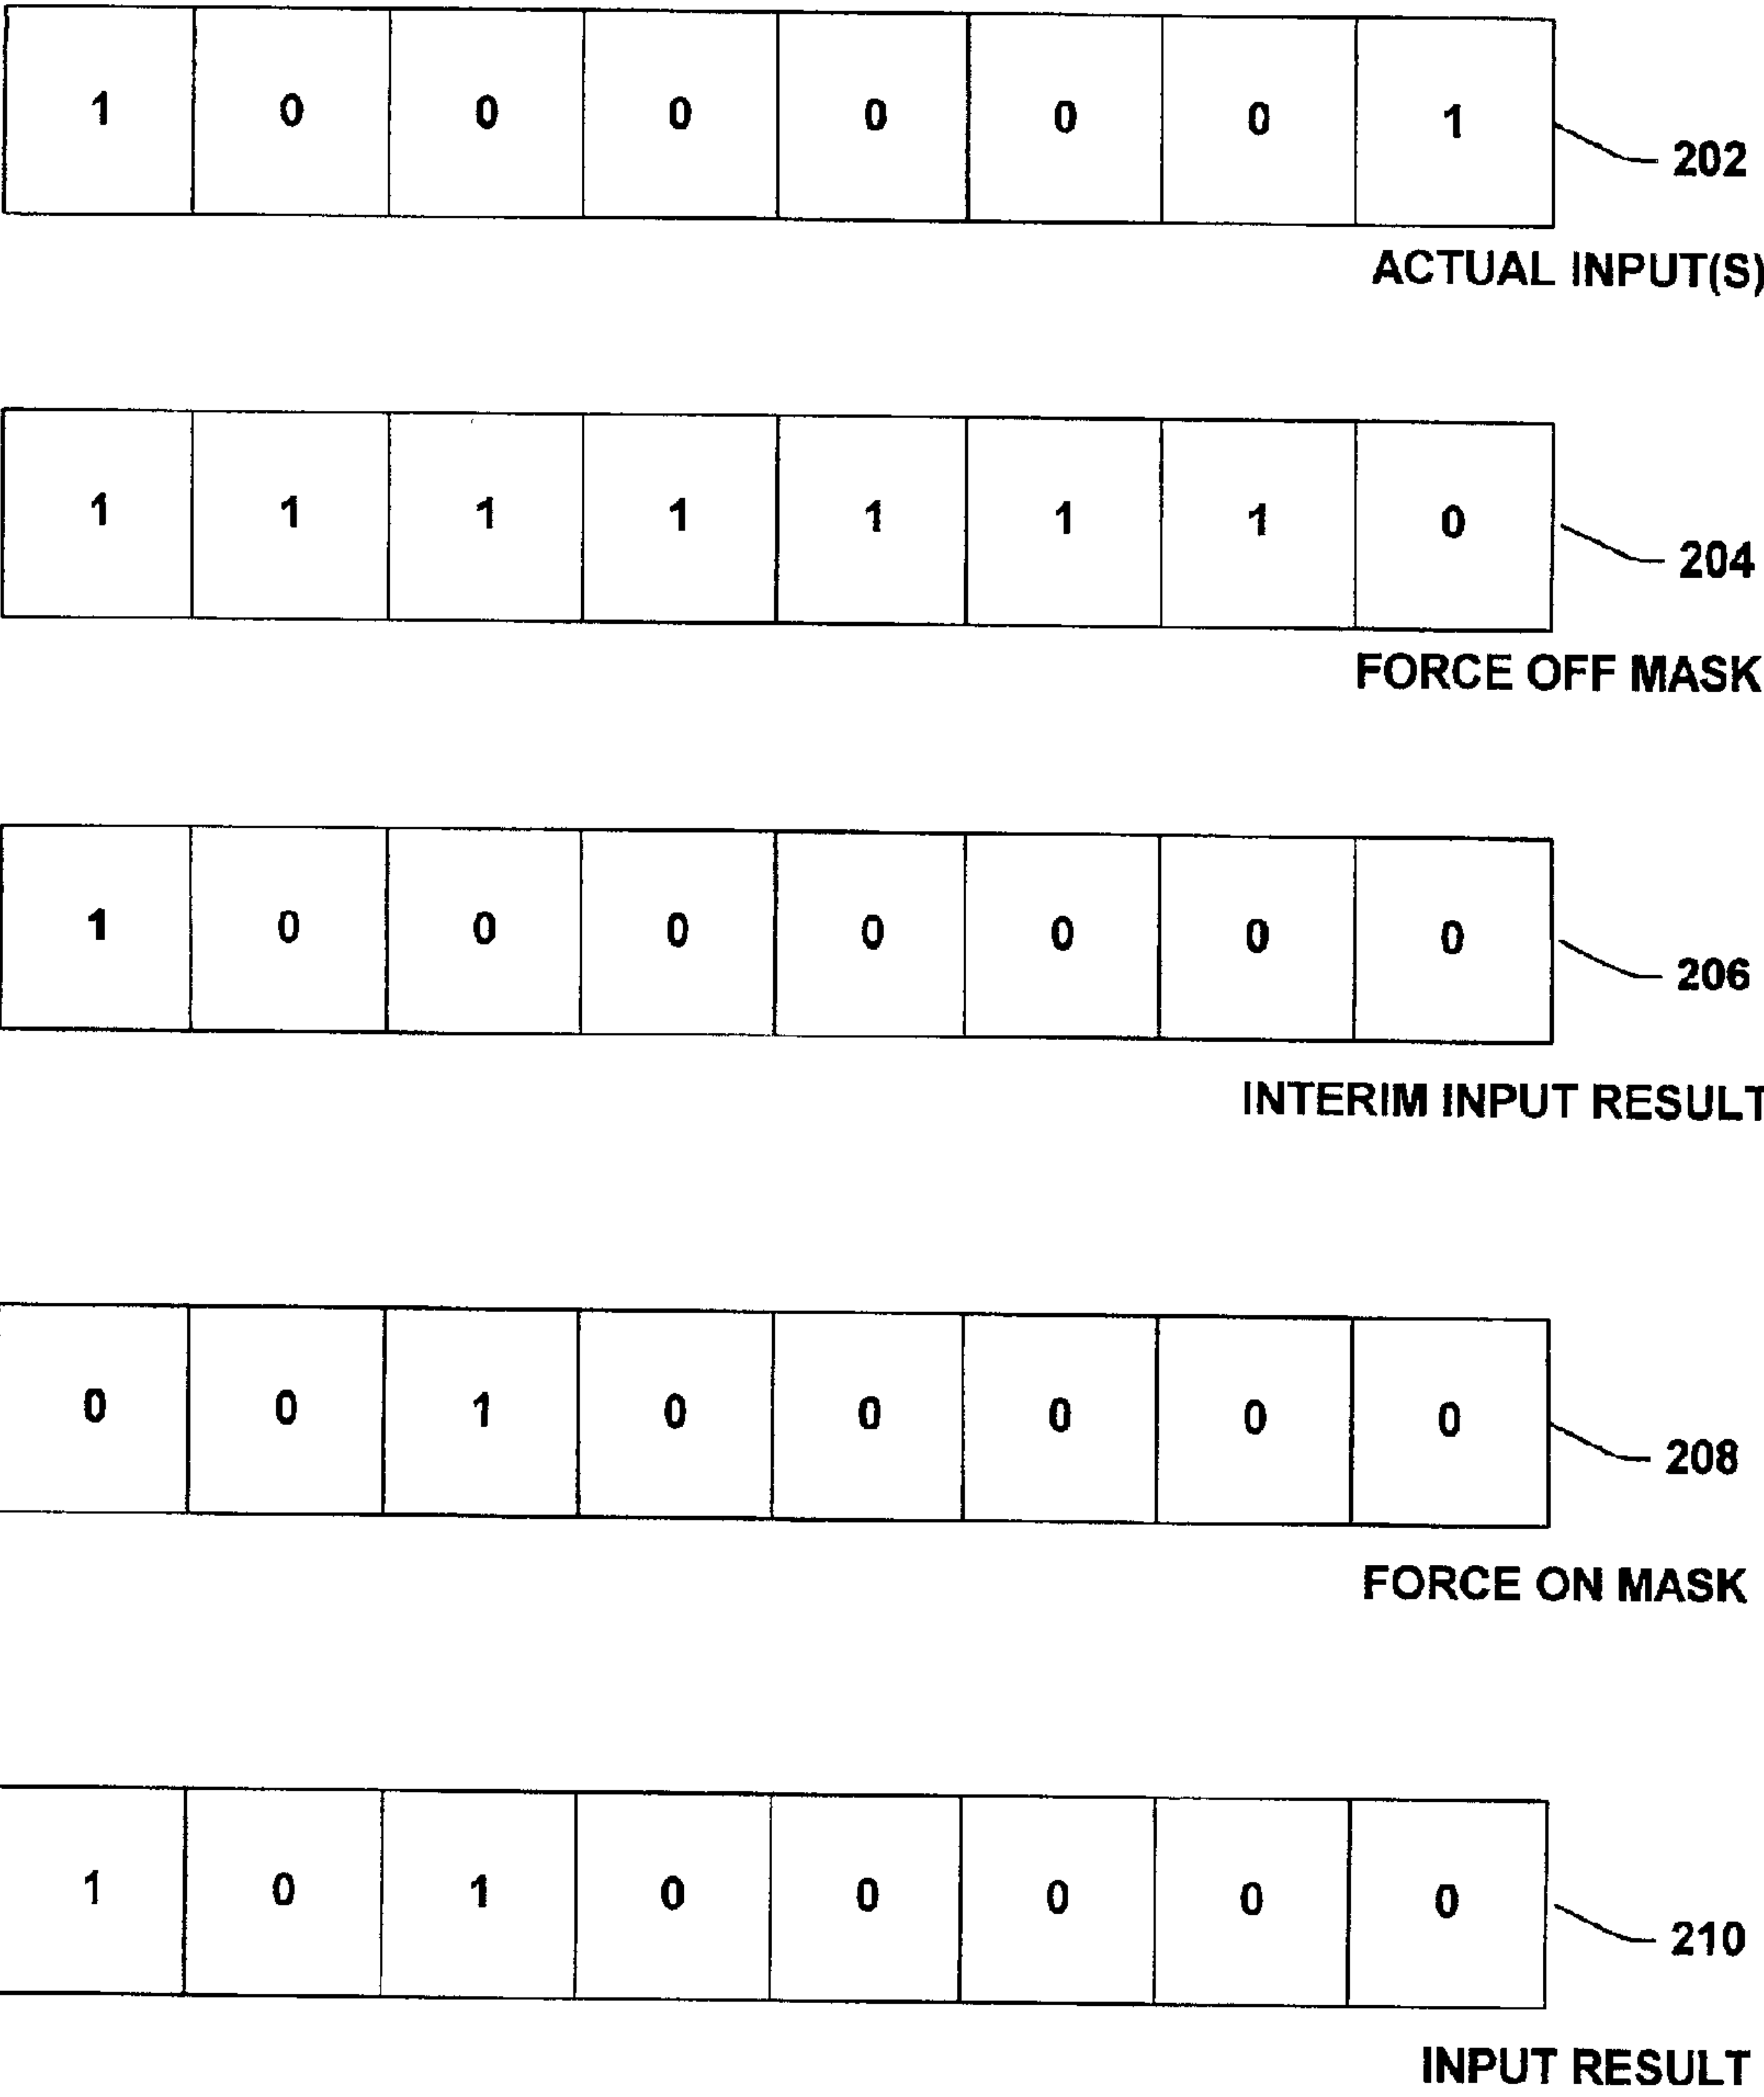 1 0 0 0 0 0 0 1
202
ACTUAL INPUT(S)
1 1 1 1 1 1 1 0
204
FORCE OFF MASK
1 0 0 0 0 0 0 0
206
INTERIM INPUT RESULT
0 0 1 0 0 0 0 0
208
FORCE ON MASK
1 0 1 0 0 0 0 0
210
INPUT RESULT